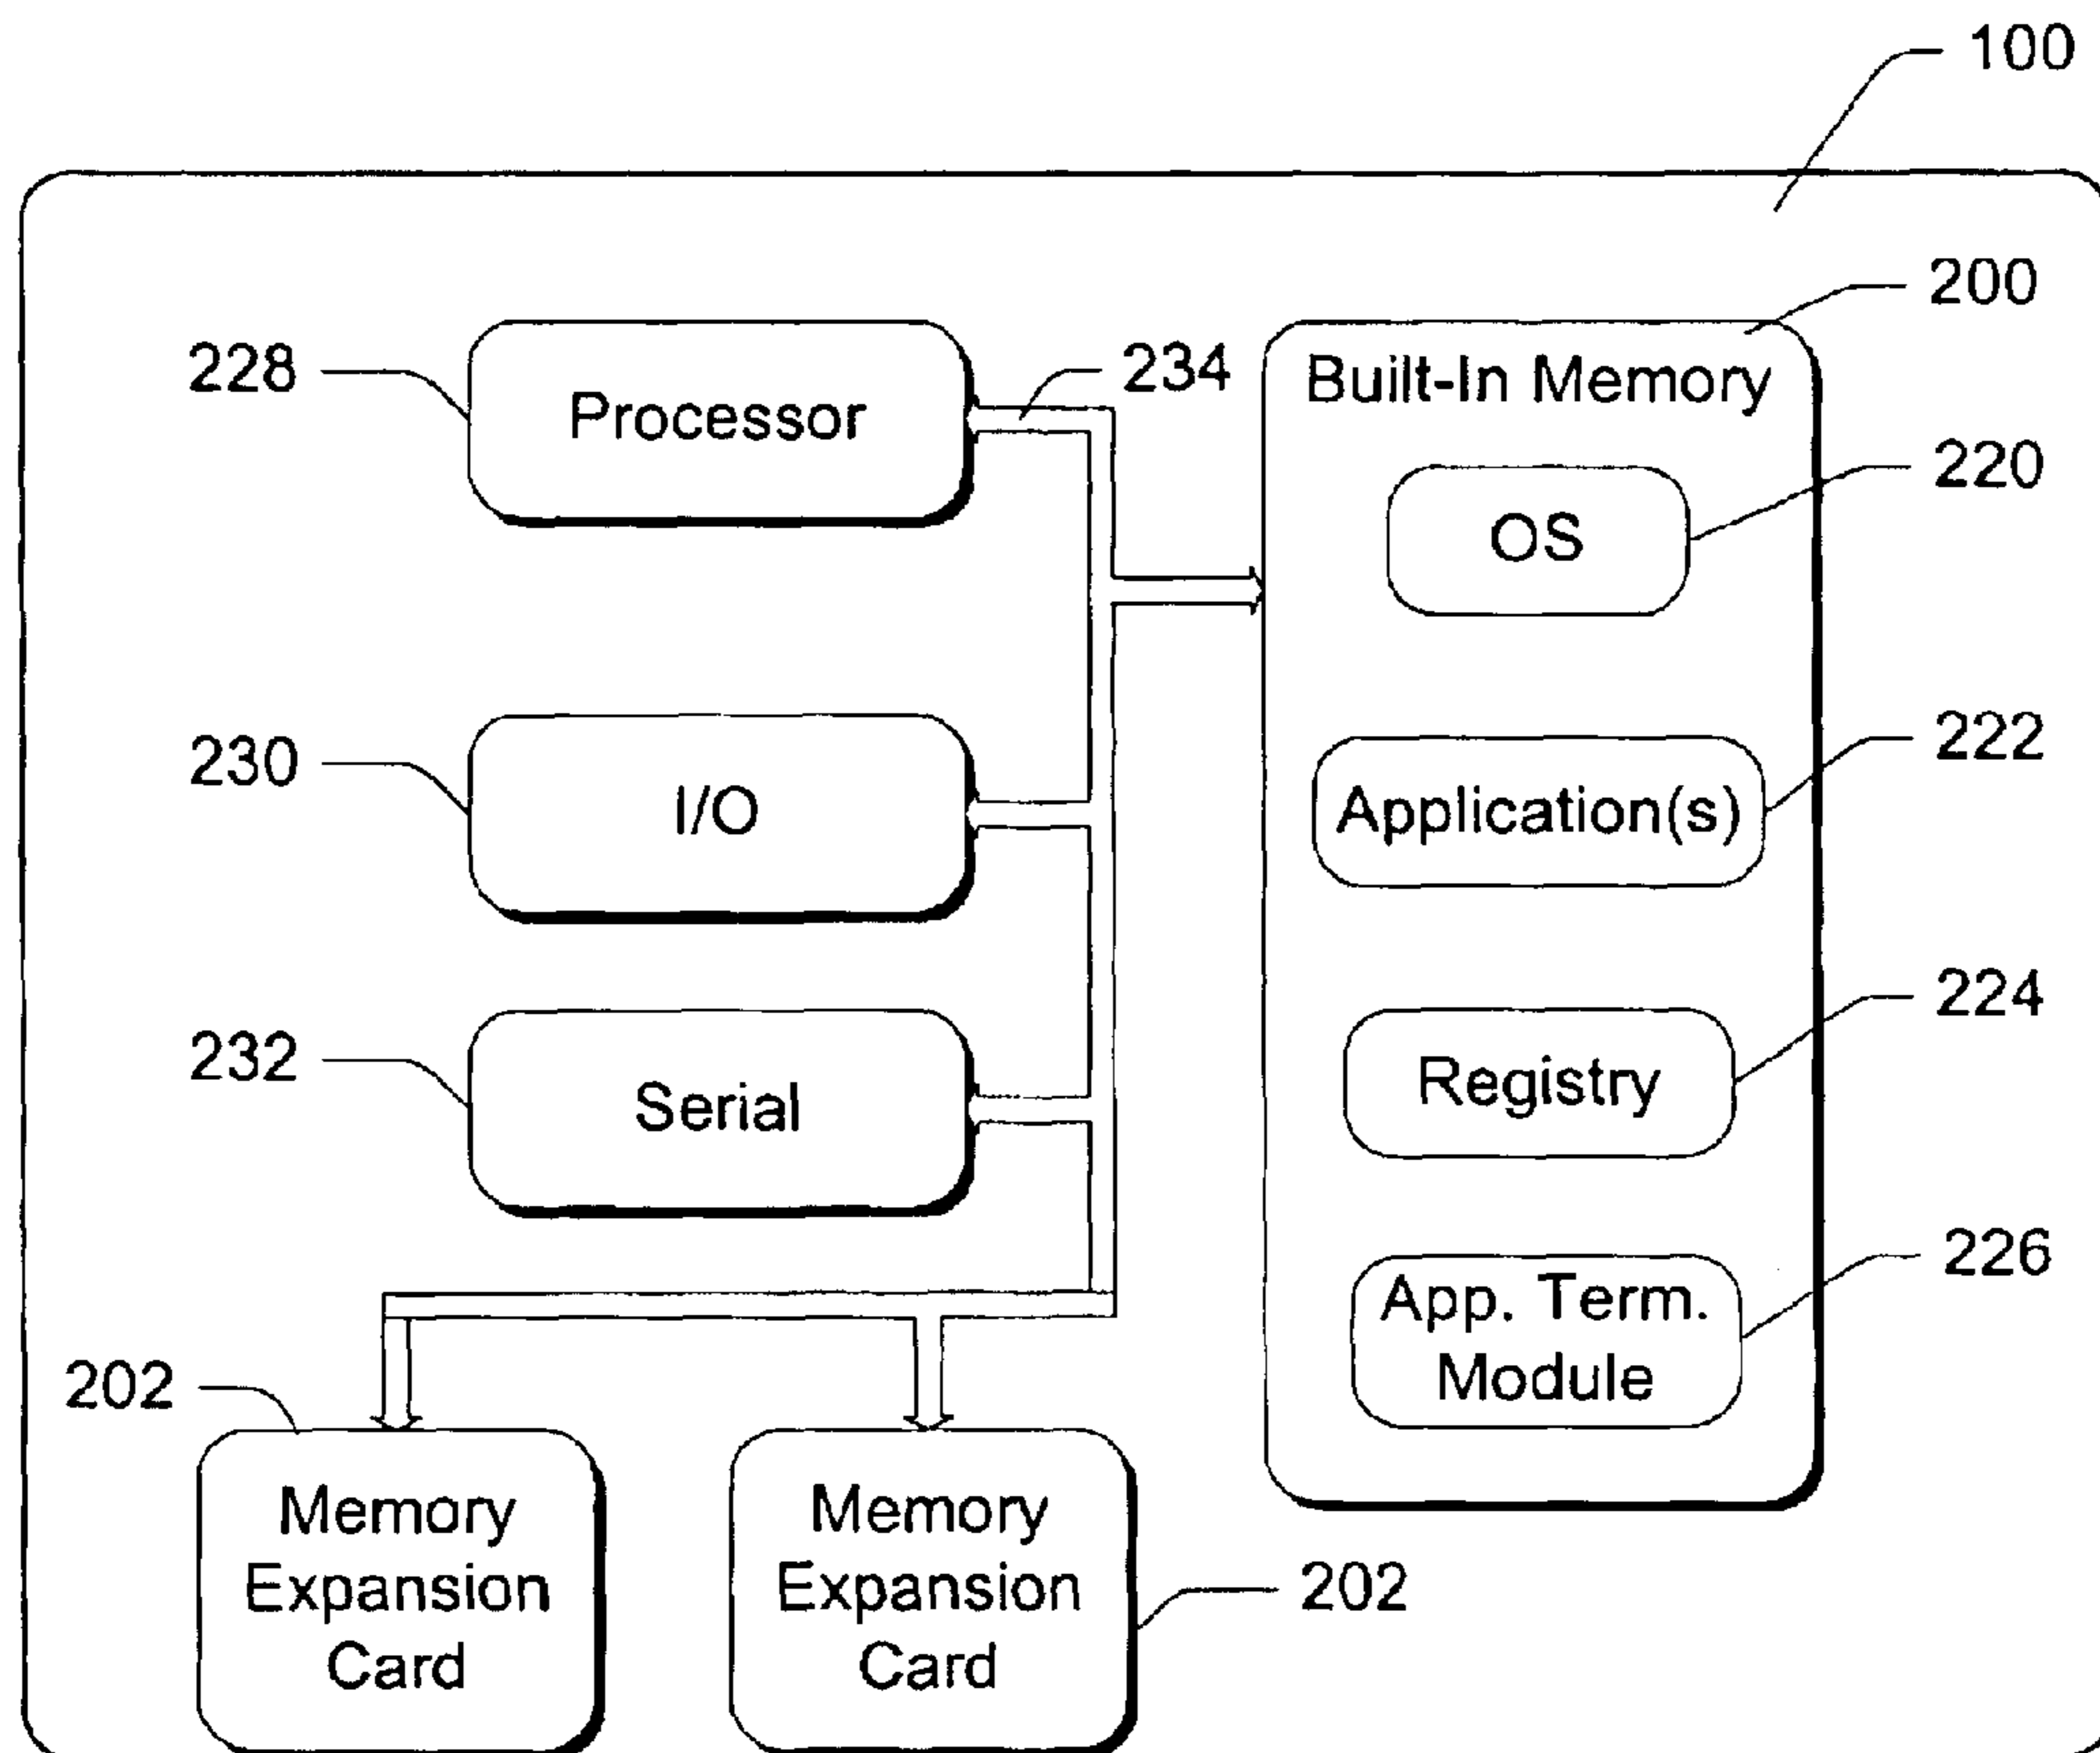 100
200
228
Processor
234
Built-In Memory
OS
220
230
I/O
Application(s)
222
232
Serial
Registry
224
App. Term.
Module
226
202
Memory
Expansion
Card
Memory
Expansion
Card
202